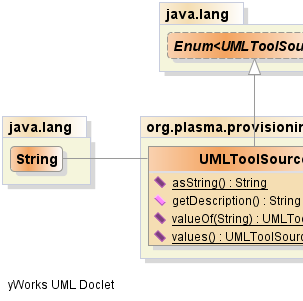 java.lang
Enum<UMLToolSou
java.lang
org.plasma.provisionin
String
UMLToolSource
asString() : String
getDescription() : String
valueOf(String) : UMLTo
values() : UMLToolSourc
yWorks UML Doclet